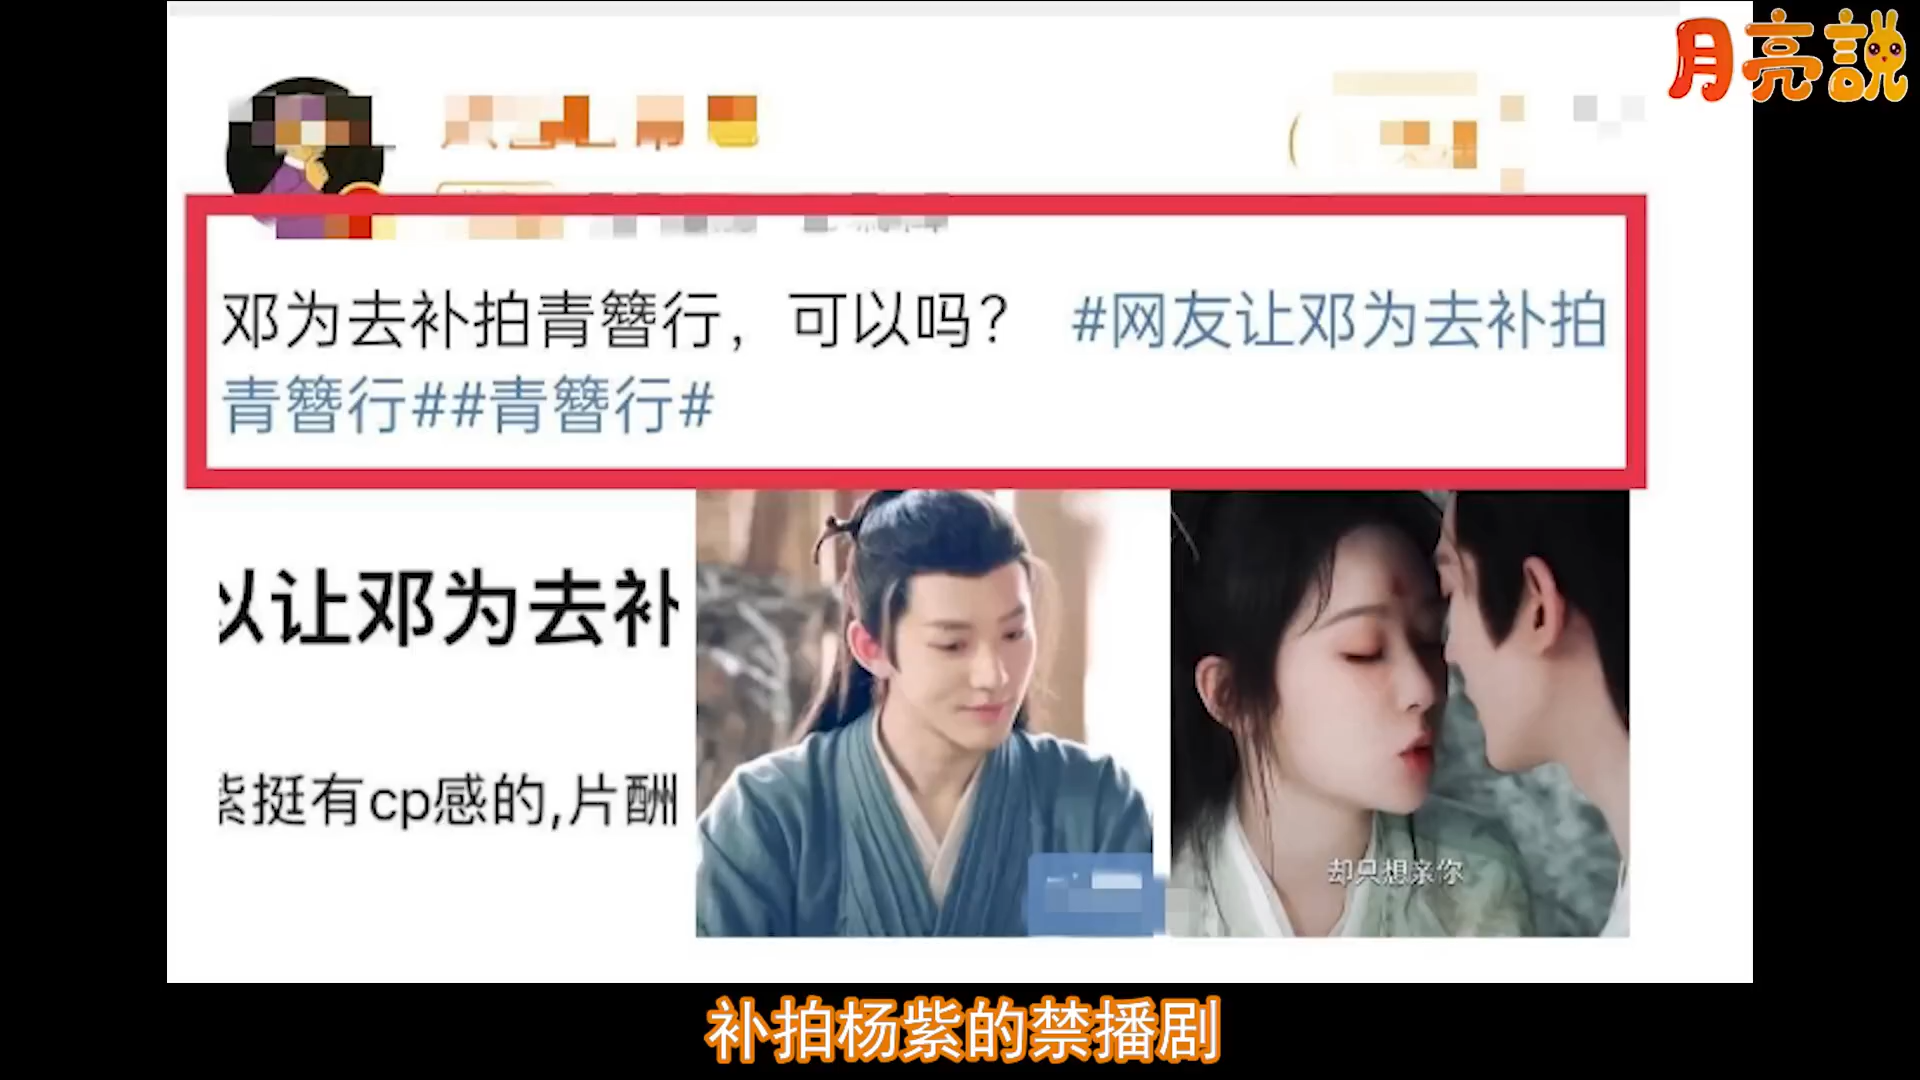 月亮說
邓为去补拍青簪行，可以吗？ #网友让邓为去补拍
青簪行##青簪行#
以让邓为去补
紫挺有cp感的,片酬
却只想亲你
补拍杨紫的禁播剧